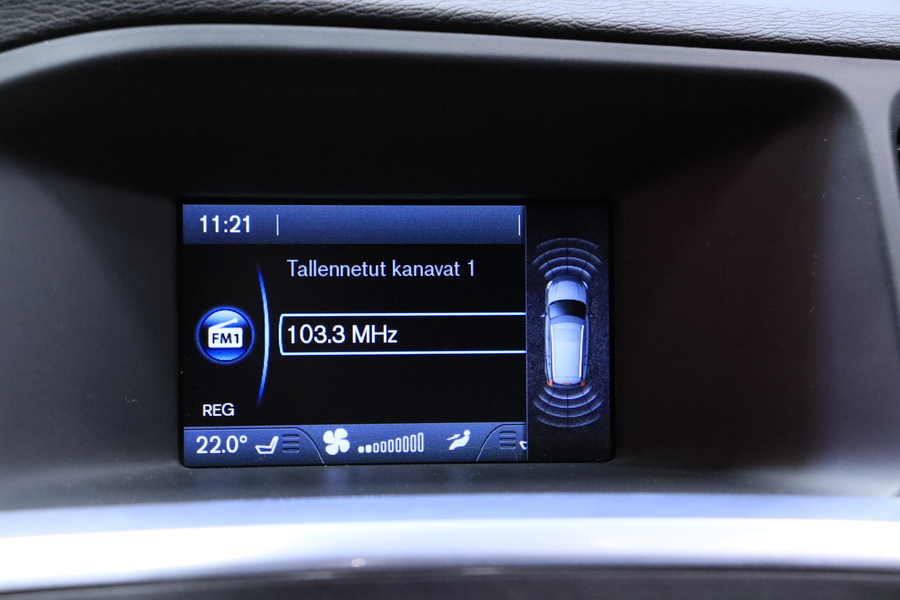 11:21
Tallennetut kanavat 1
FM1
103.3 MHz
REG
22.0°